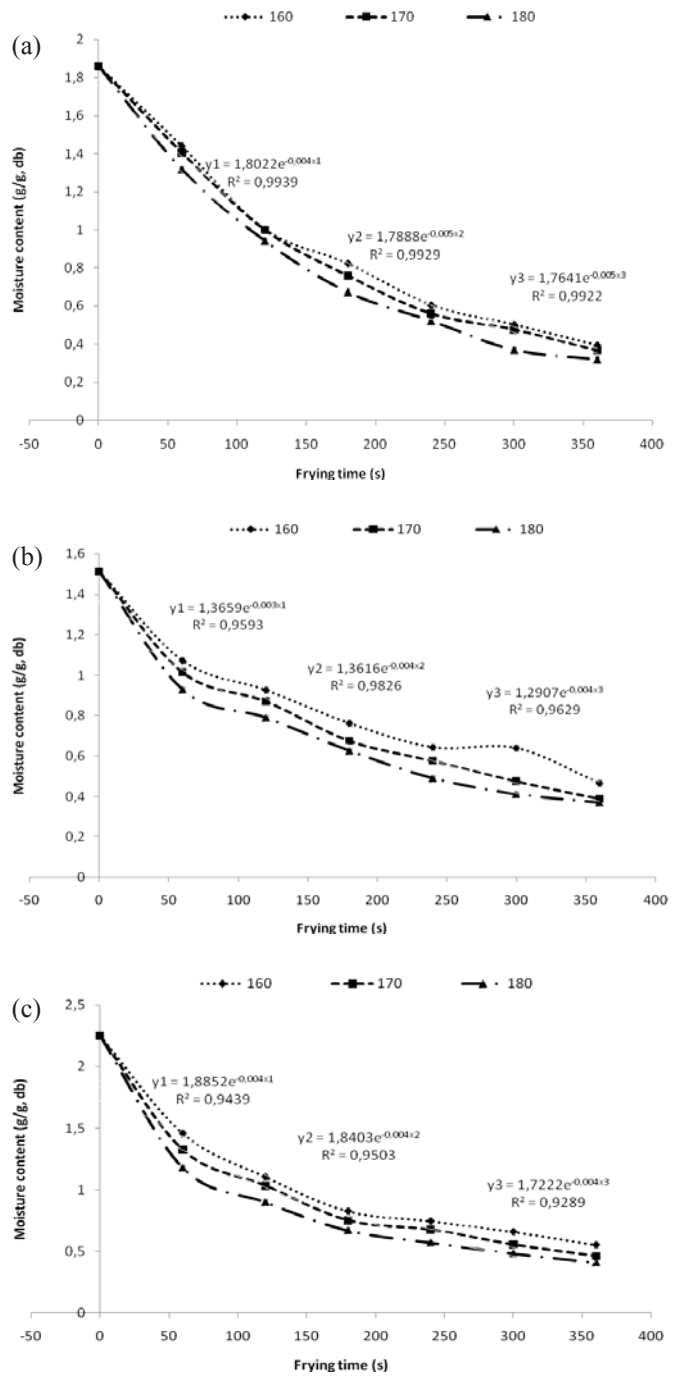 160 170 180
(a)
2
1,8
1,6
1,4
1,2
1
0,8
0,6
0,4
0,2
0
Moisture content (g/g, db)
y1 = 1,8022e^-0,004x1
R² = 0,9939
y2 = 1,7888e^-0,005x2
R² = 0,9929
y3 = 1,7641e^-0,005x3
R² = 0,9922
-50 0 50 100 150 200 250 300 350 400
Frying time (s)
160 170 180
(b)
1,6
1,4
1,2
1
0,8
0,6
0,4
0,2
0
Moisture content (g/g, db)
y1 = 1,3659e^-0,003x1
R² = 0,9593
y2 = 1,3616e^-0,004x2
R² = 0,9826
y3 = 1,2907e^-0,004x3
R² = 0,9629
-50 0 50 100 150 200 250 300 350 400
Frying time (s)
160 170 180
(c)
2,5
2
1,5
1
0,5
0
Moisture content (g/g, db)
y1 = 1,8852e^-0,004x1
R² = 0,9439
y2 = 1,8403e^-0,004x2
R² = 0,9503
y3 = 1,7222e^-0,004x3
R² = 0,9289
-50 0 50 100 150 200 250 300 350 400
Frying time (s)